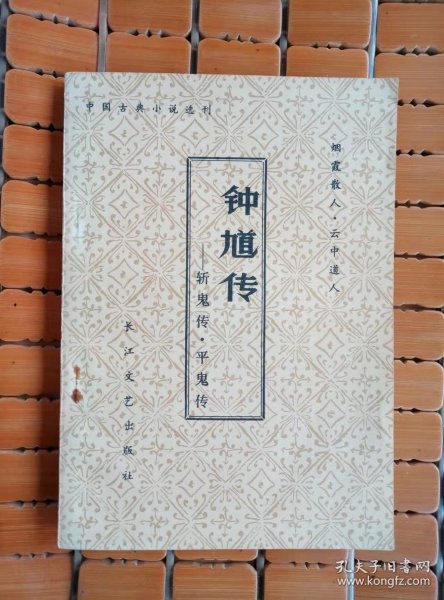 中国古典小说选刊
烟霞散人·云中道人
钟馗传
——斩鬼传·平鬼传
长江文艺出版社
孔夫子旧书网
www.kongfz.com